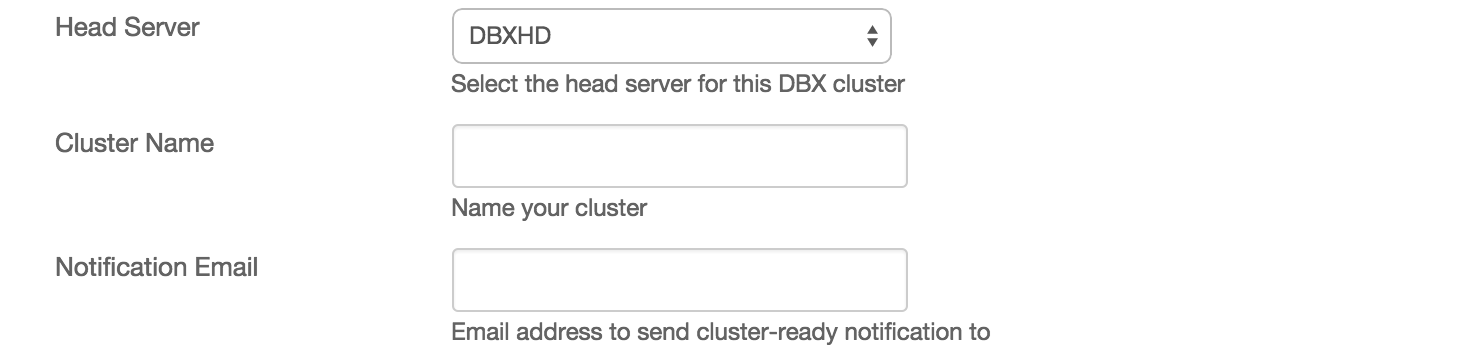 Head Server
DBXHD
Select the head server for this DBX cluster
Cluster Name
Name your cluster
Notification Email
Email address to send cluster-ready notification to